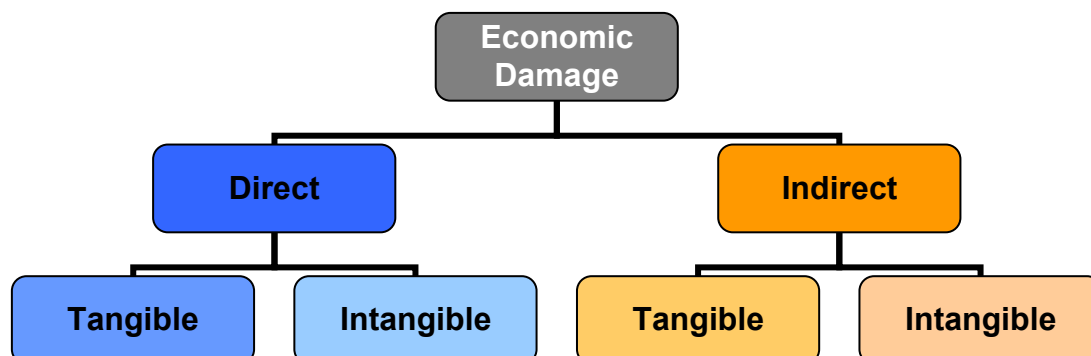 Economic
Damage
Direct
Indirect
Tangible
Intangible
Tangible
Intangible